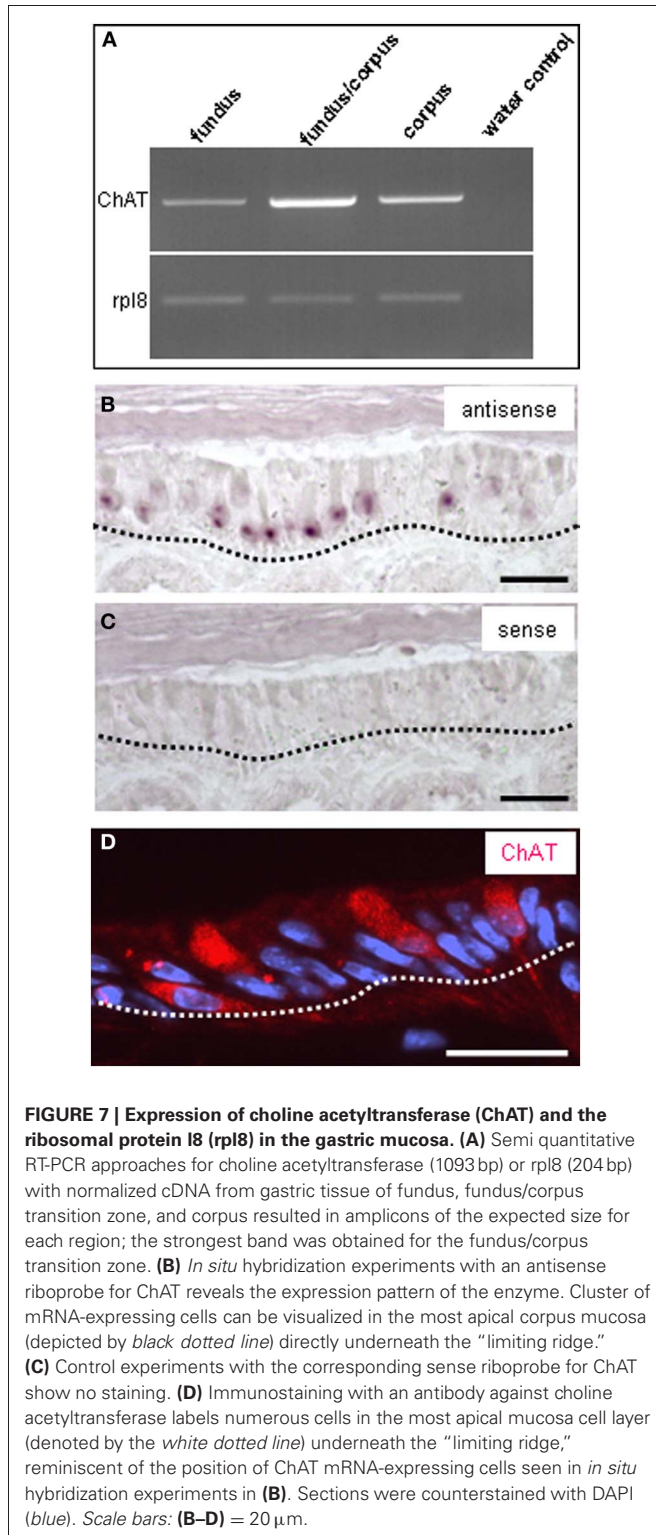 A
fundus
fundus/corpus
corpus
water control
ChAT
rpl8
B
antisense
C
sense
D
ChAT
FIGURE 7 | Expression of choline acetyltransferase (ChAT) and the
ribosomal protein l8 (rpl8) in the gastric mucosa. (A) Semi quantitative
RT-PCR approaches for choline acetyltransferase (1093 bp) or rpl8 (204 bp)
with normalized cDNA from gastric tissue of fundus, fundus/corpus
transition zone, and corpus resulted in amplicons of the expected size for
each region; the strongest band was obtained for the fundus/corpus
transition zone. (B) In situ hybridization experiments with an antisense
riboprobe for ChAT reveals the expression pattern of the enzyme. Cluster of
mRNA-expressing cells can be visualized in the most apical corpus mucosa
(depicted by black dotted line) directly underneath the “limiting ridge.”
(C) Control experiments with the corresponding sense riboprobe for ChAT
show no staining. (D) Immunostaining with an antibody against choline
acetyltransferase labels numerous cells in the most apical mucosa cell layer
(denoted by the white dotted line) underneath the “limiting ridge,”
reminiscent of the position of ChAT mRNA-expressing cells seen in in situ
hybridization experiments in (B). Sections were counterstained with DAPI
(blue). Scale bars: (B–D) = 20 μm.